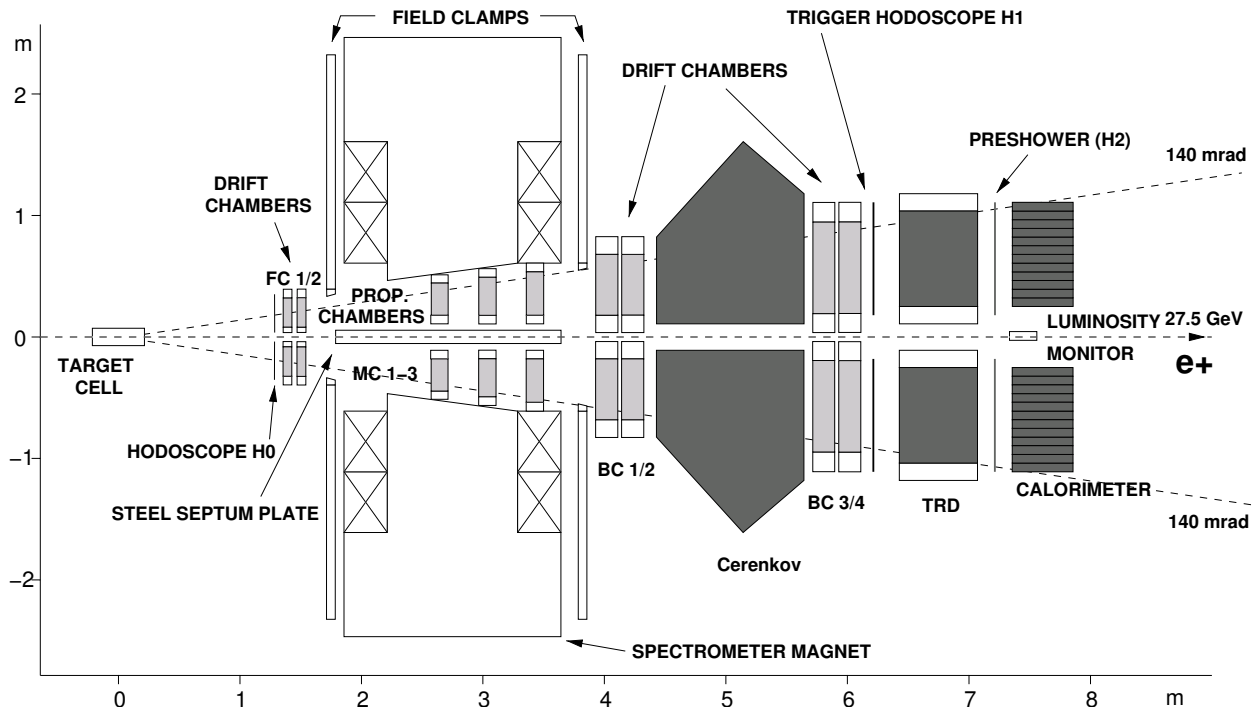 FIELD CLAMPS
TRIGGER HODOSCOPE H1
m
DRIFT CHAMBERS
2
PRESHOWER (H2)
140 mrad
DRIFT
CHAMBERS
1
FC 1/2
PROP.
CHAMBERS
0
LUMINOSITY
27.5 GeV
TARGET
CELL
MC 1−3
MONITOR
e+
HODOSCOPE H0
−1
BC 1/2
STEEL SEPTUM PLATE
BC 3/4
TRD
CALORIMETER
140 mrad
Cerenkov
−2
SPECTROMETER MAGNET
0 1 2 3 4 5 6 7 8 m